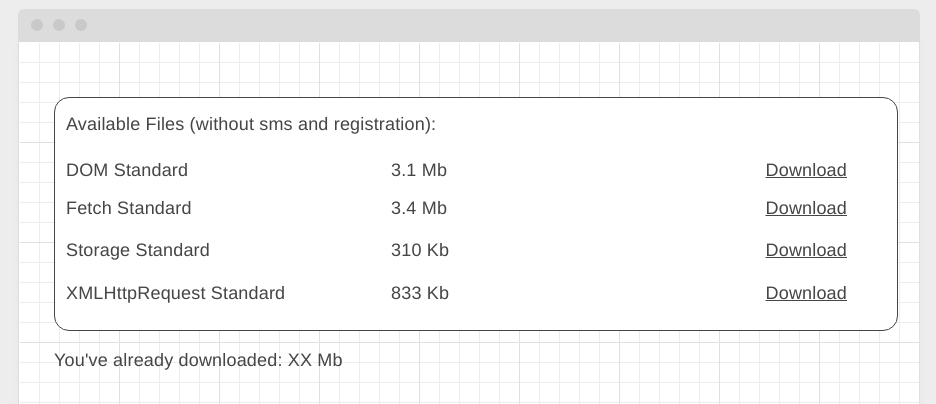 Available Files (without sms and registration):
DOM Standard 3.1 Mb Download
Fetch Standard 3.4 Mb Download
Storage Standard 310 Kb Download
XMLHttpRequest Standard 833 Kb Download
You've already downloaded: XX Mb